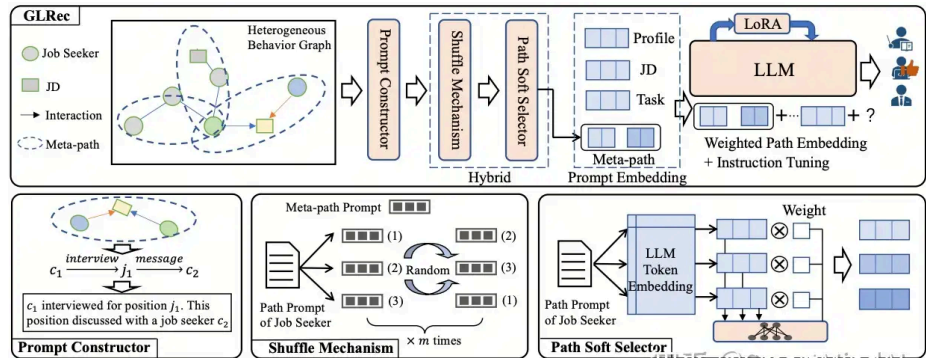 GLRec
Job Seeker
JD
Interaction
Meta-path
Heterogeneous
Behavior Graph
Prompt Constructor
Shuffle Mechanism
Path Soft Selector
Hybrid
Profile
JD
Task
Meta-path
Prompt Embedding
LoRA
LLM
+ ··· + ?
Weighted Path Embedding
+ Instruction Tuning
interview message
c₁ → j₁ → c₂
c₁ interviewed for position j₁. This
position discussed with a job seeker c₂
Prompt Constructor
Meta-path Prompt
(1) (2)
(2) Random (3)
(3) (1)
Path Prompt
of Job Seeker
× m times
Shuffle Mechanism
Weight
LLM
Token
Embedding
Path Prompt
of Job Seeker
Path Soft Selector